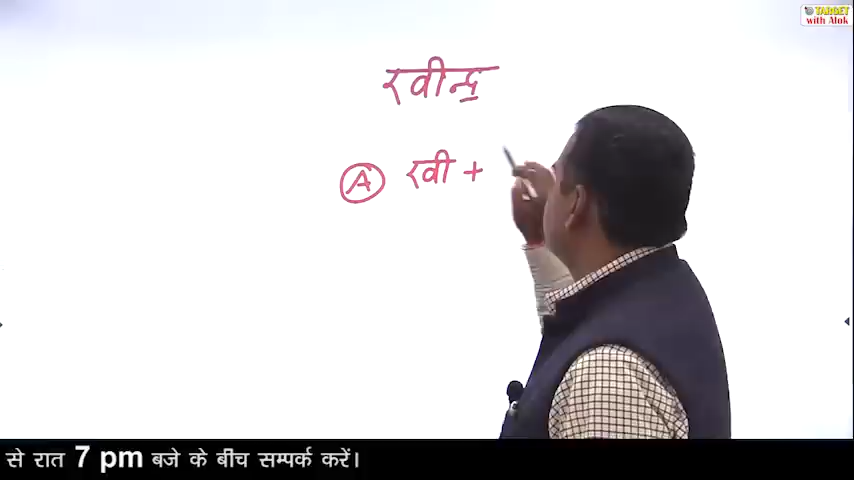 TARGET
with Alok
रवीन्द्र
A रवी +
से रात 7 pm बजे के बीच सम्पर्क करें।